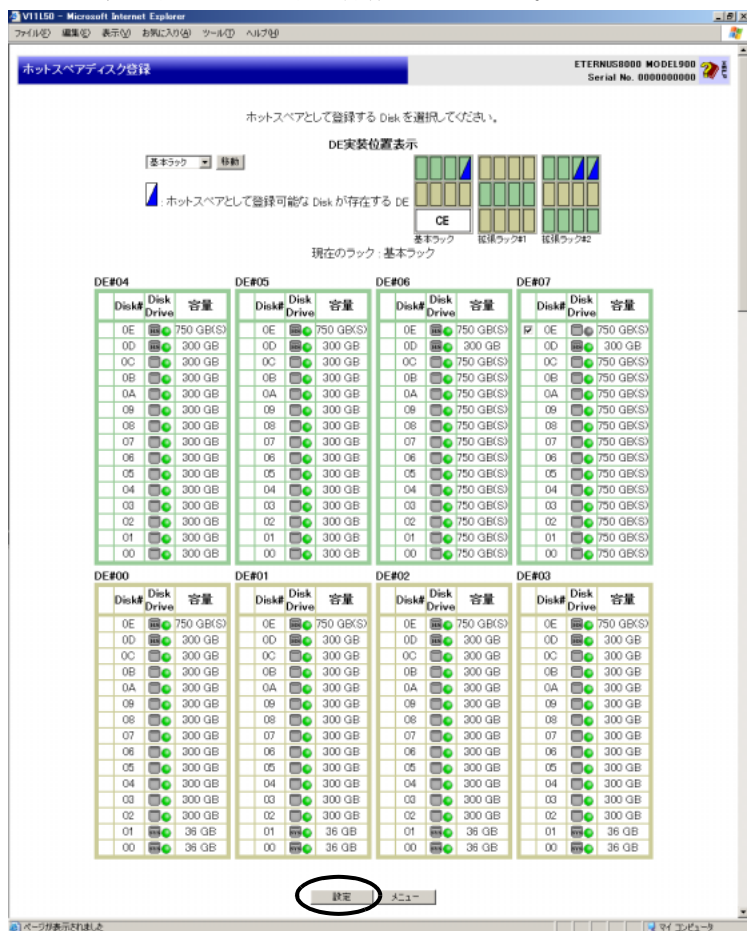 V11L50 - Microsoft Internet Explorer
ファイル(F) 編集(E) 表示(V) お気に入り(A) ツール(T) ヘルプ(H)
ホットスペアディスク登録
ETERNUS8000 MODEL900
Serial No. 0000000000
ホットスペアとして登録する Disk を選択してください。
DE実装位置表示
基本ラック 移動
: ホットスペアとして登録可能な Disk が存在する DE
CE
基本ラック 拡張ラック#1 拡張ラック#2
現在のラック : 基本ラック
DE#04 DE#05 DE#06 DE#07
Disk# Disk Drive 容量 Disk# Disk Drive 容量 Disk# Disk Drive 容量 Disk# Disk Drive 容量
0E 750 GB(S) 0E 750 GB(S) 0E 750 GB(S) 0E 750 GB(S)
0D 300 GB 0D 300 GB 0D 300 GB 0D 300 GB
0C 300 GB 0C 300 GB 0C 750 GB(S) 0C 750 GB(S)
0B 300 GB 0B 300 GB 0B 750 GB(S) 0B 750 GB(S)
0A 300 GB 0A 300 GB 0A 750 GB(S) 0A 750 GB(S)
09 300 GB 09 300 GB 09 750 GB(S) 09 750 GB(S)
08 300 GB 08 300 GB 08 750 GB(S) 08 750 GB(S)
07 300 GB 07 300 GB 07 750 GB(S) 07 750 GB(S)
06 300 GB 06 300 GB 06 750 GB(S) 06 750 GB(S)
05 300 GB 05 300 GB 05 750 GB(S) 05 750 GB(S)
04 300 GB 04 300 GB 04 750 GB(S) 04 750 GB(S)
03 300 GB 03 300 GB 03 750 GB(S) 03 750 GB(S)
02 300 GB 02 300 GB 02 750 GB(S) 02 750 GB(S)
01 300 GB 01 300 GB 01 750 GB(S) 01 750 GB(S)
00 300 GB 00 300 GB 00 750 GB(S) 00 750 GB(S)
DE#00 DE#01 DE#02 DE#03
Disk# Disk Drive 容量 Disk# Disk Drive 容量 Disk# Disk Drive 容量 Disk# Disk Drive 容量
0E 750 GB(S) 0E 750 GB(S) 0E 300 GB 0E 300 GB
0D 300 GB 0D 300 GB 0D 300 GB 0D 300 GB
0C 300 GB 0C 300 GB 0C 300 GB 0C 300 GB
0B 300 GB 0B 300 GB 0B 300 GB 0B 300 GB
0A 300 GB 0A 300 GB 0A 300 GB 0A 300 GB
09 300 GB 09 300 GB 09 300 GB 09 300 GB
08 300 GB 08 300 GB 08 300 GB 08 300 GB
07 300 GB 07 300 GB 07 300 GB 07 300 GB
06 300 GB 06 300 GB 06 300 GB 06 300 GB
05 300 GB 05 300 GB 05 300 GB 05 300 GB
04 300 GB 04 300 GB 04 300 GB 04 300 GB
03 300 GB 03 300 GB 03 300 GB 03 300 GB
02 300 GB 02 300 GB 02 300 GB 02 300 GB
01 36 GB 01 36 GB 01 36 GB 01 36 GB
00 36 GB 00 36 GB 00 36 GB 00 36 GB
設定 メニュー
ページが表示されました マイ コンピュータ